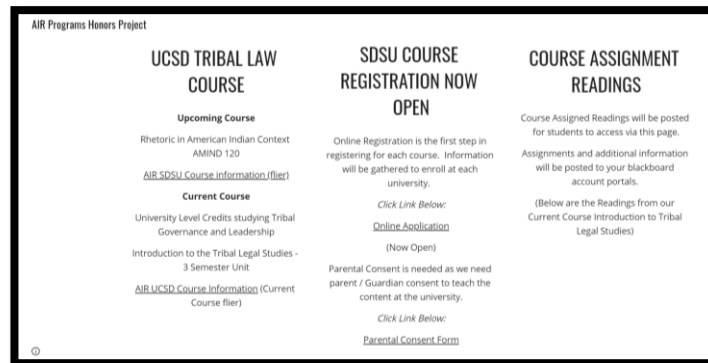 AIR Programs Honors Project
UCSD TRIBAL LAW
COURSE
Upcoming Course
Rhetoric in American Indian Context
AMIND 120
AIR SDSU Course information (flier)
Current Course
University Level Credits studying Tribal
Governance and Leadership
Introduction to the Tribal Legal Studies -
3 Semester Unit
AIR UCSD Course Information (Current
Course flier)
SDSU COURSE
REGISTRATION NOW
OPEN
Online Registration is the first step in
registering for each course. Information
will be gathered to enroll at each
university.
Click Link Below:
Online Application
(Now Open)
Parental Consent is needed as we need
parent / Guardian consent to teach the
content at the university.
Click Link Below:
Parental Consent Form
COURSE ASSIGNMENT
READINGS
Course Assigned Readings will be posted
for students to access via this page.
Assignments and additional information
will be posted to your blackboard
account portals.
(Below are the Readings from our
Current Course Introduction to Tribal
Legal Studies)